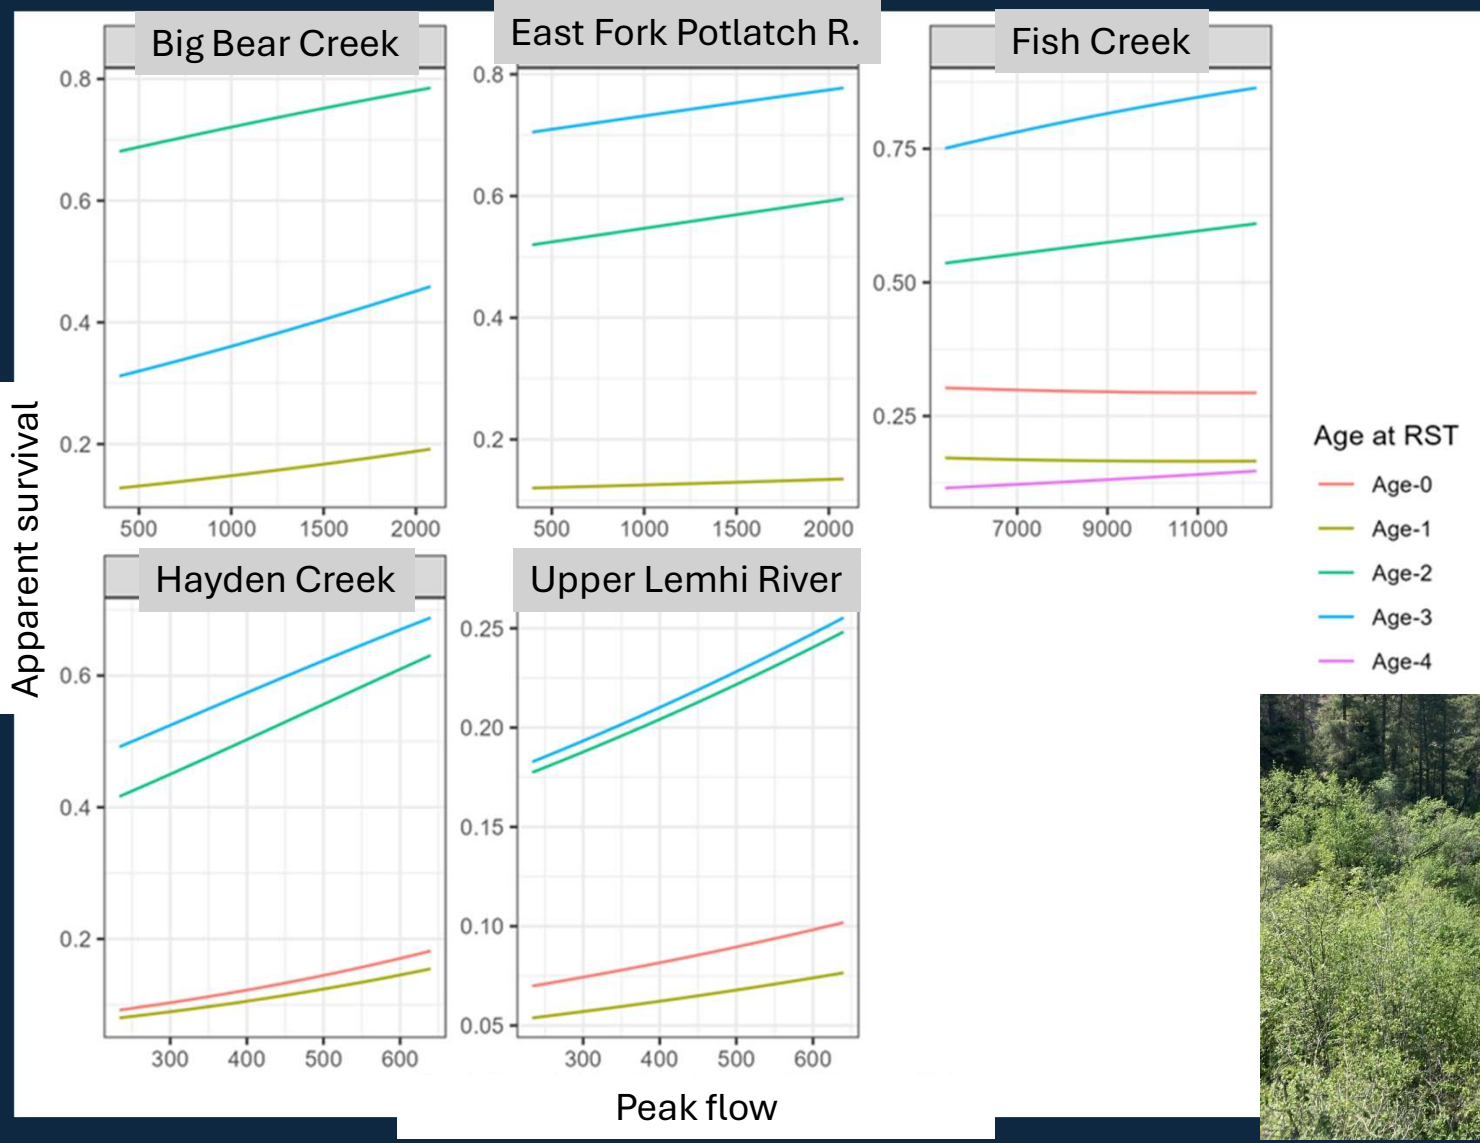 Big Bear Creek
East Fork Potlatch R.
Fish Creek
0.8
0.6
0.4
0.2
500 1000 1500 2000
0.8
0.6
0.4
0.2
500 1000 1500 2000
0.75
0.50
0.25
7000 9000 11000
Apparent survival
Age at RST
Age-0
Age-1
Age-2
Age-3
Age-4
Hayden Creek
Upper Lemhi River
0.6
0.4
0.2
300 400 500 600
0.25
0.20
0.15
0.10
0.05
300 400 500 600
Peak flow